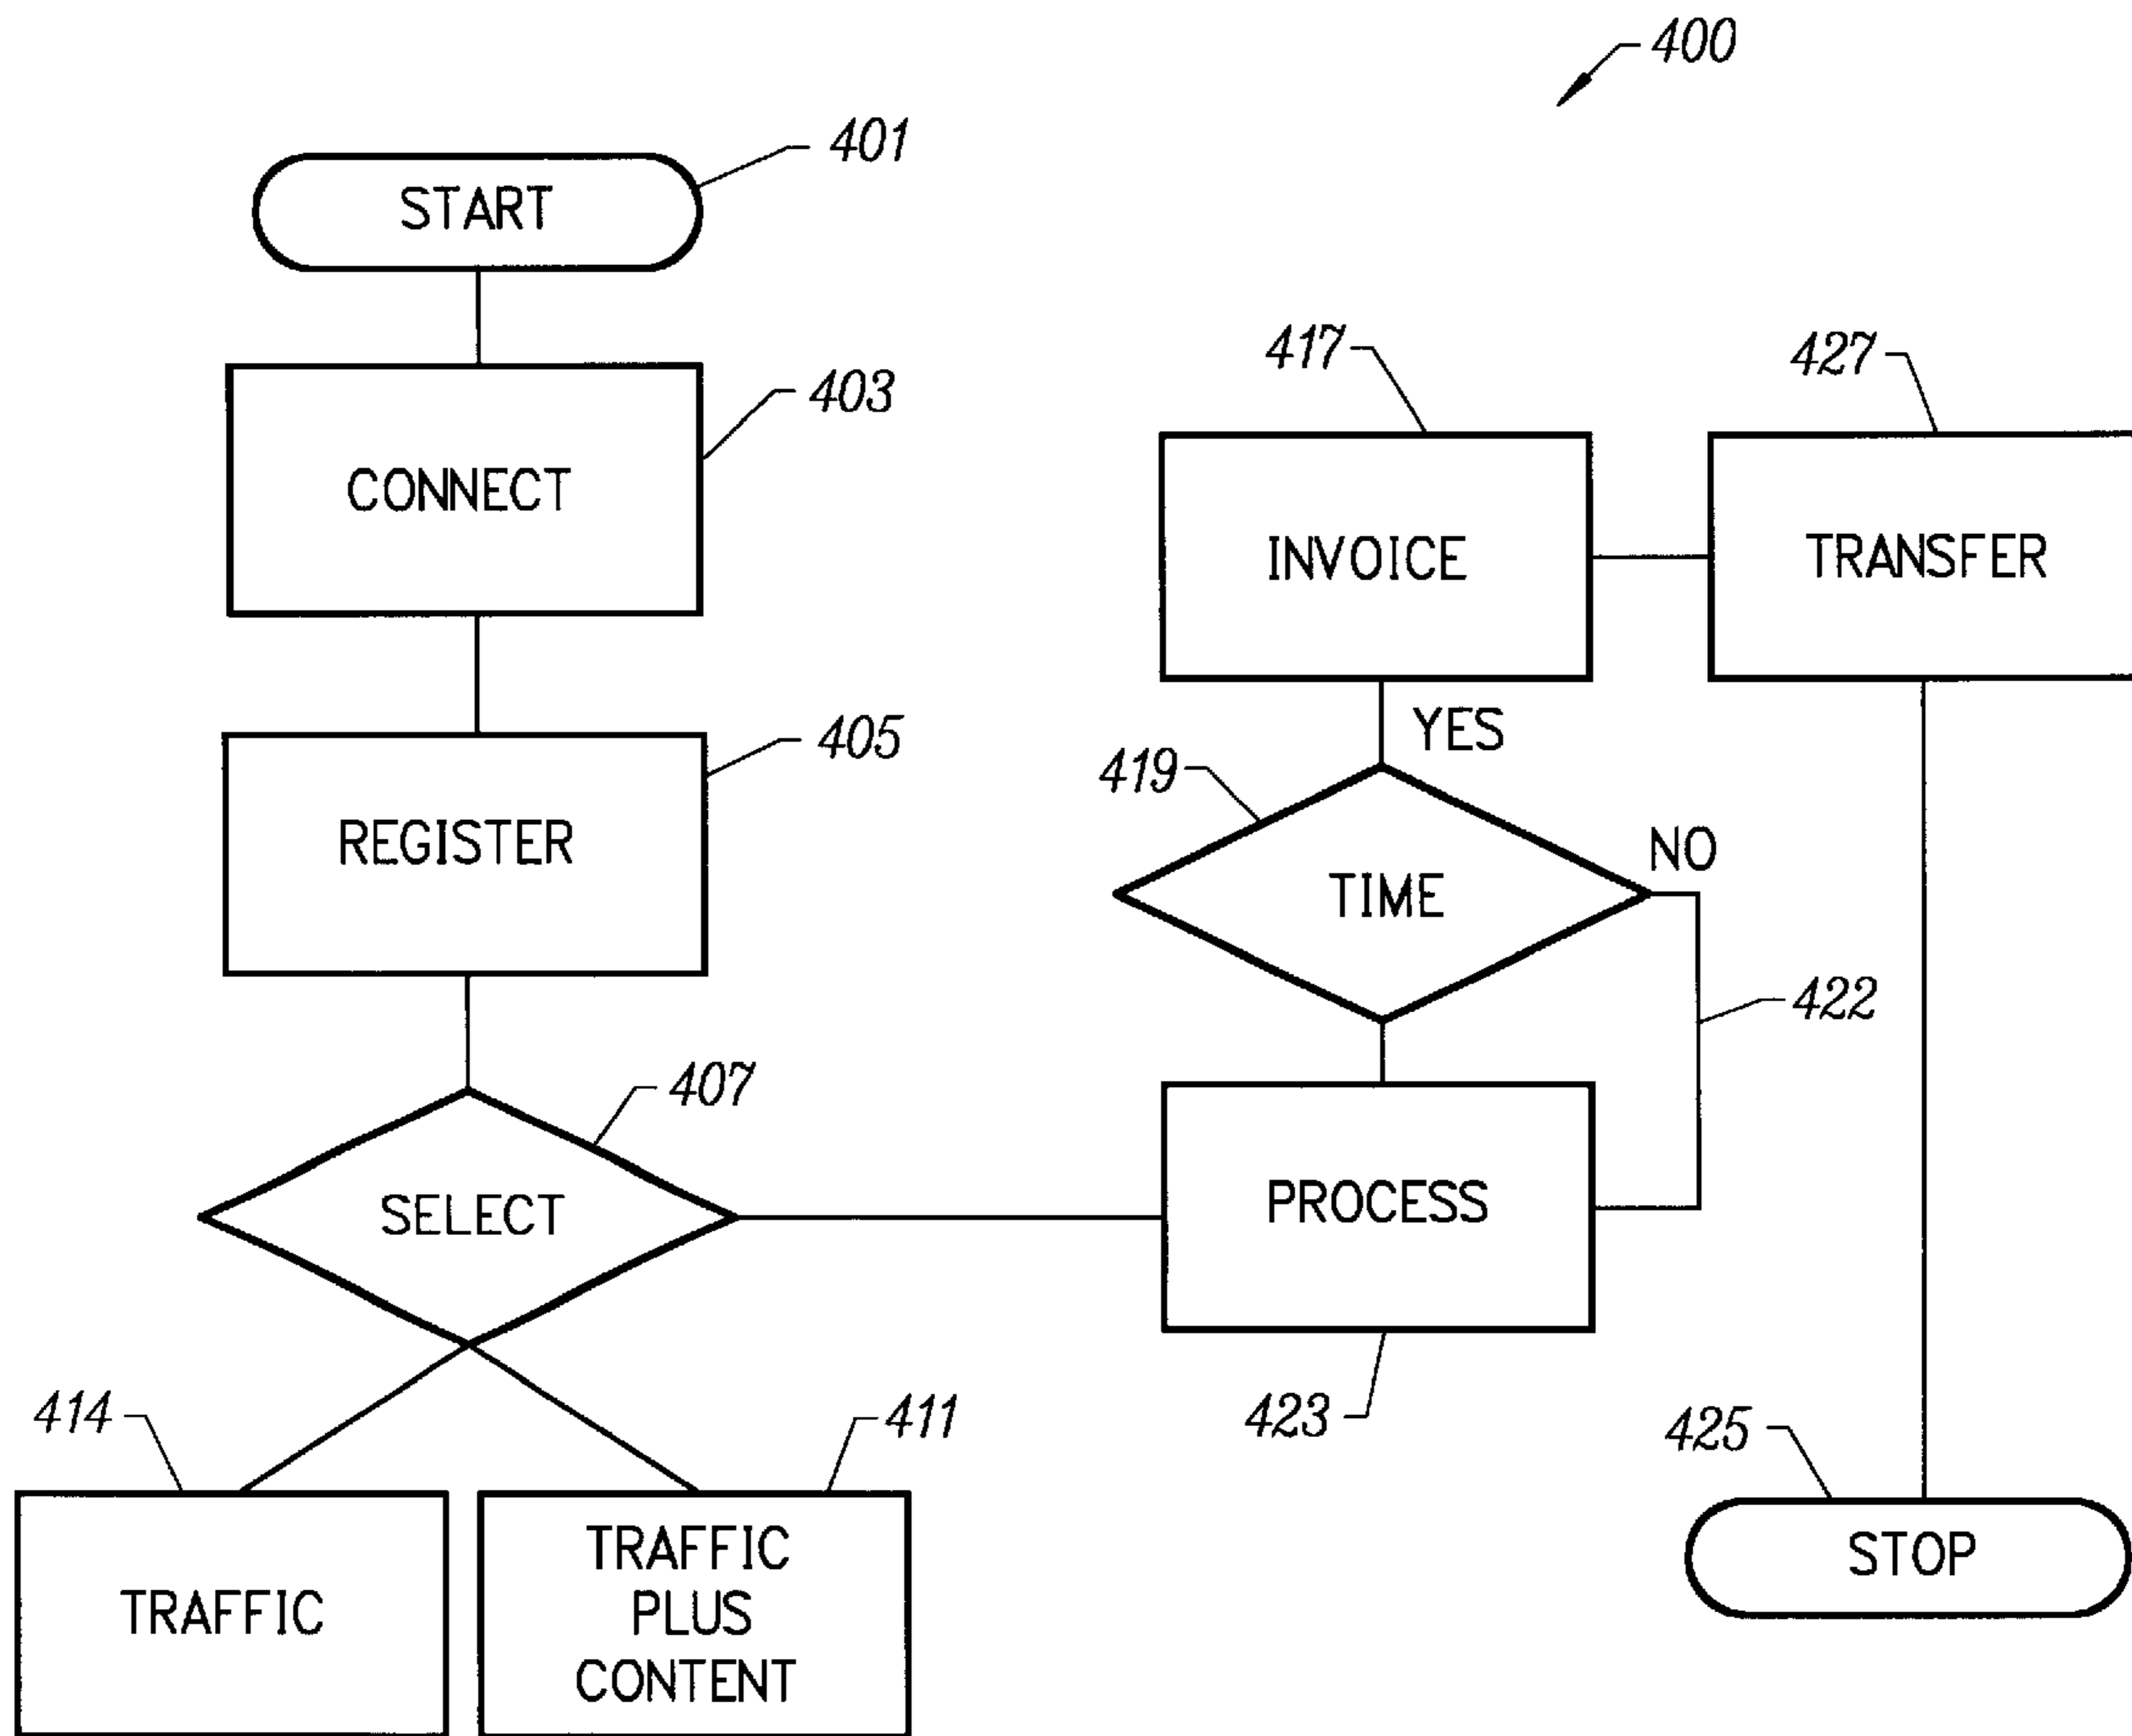 400
401
START
403
CONNECT
417
427
INVOICE
TRANSFER
405
REGISTER
YES
419
NO
TIME
422
407
SELECT
PROCESS
423
414
411
425
TRAFFIC
TRAFFIC
PLUS
CONTENT
STOP